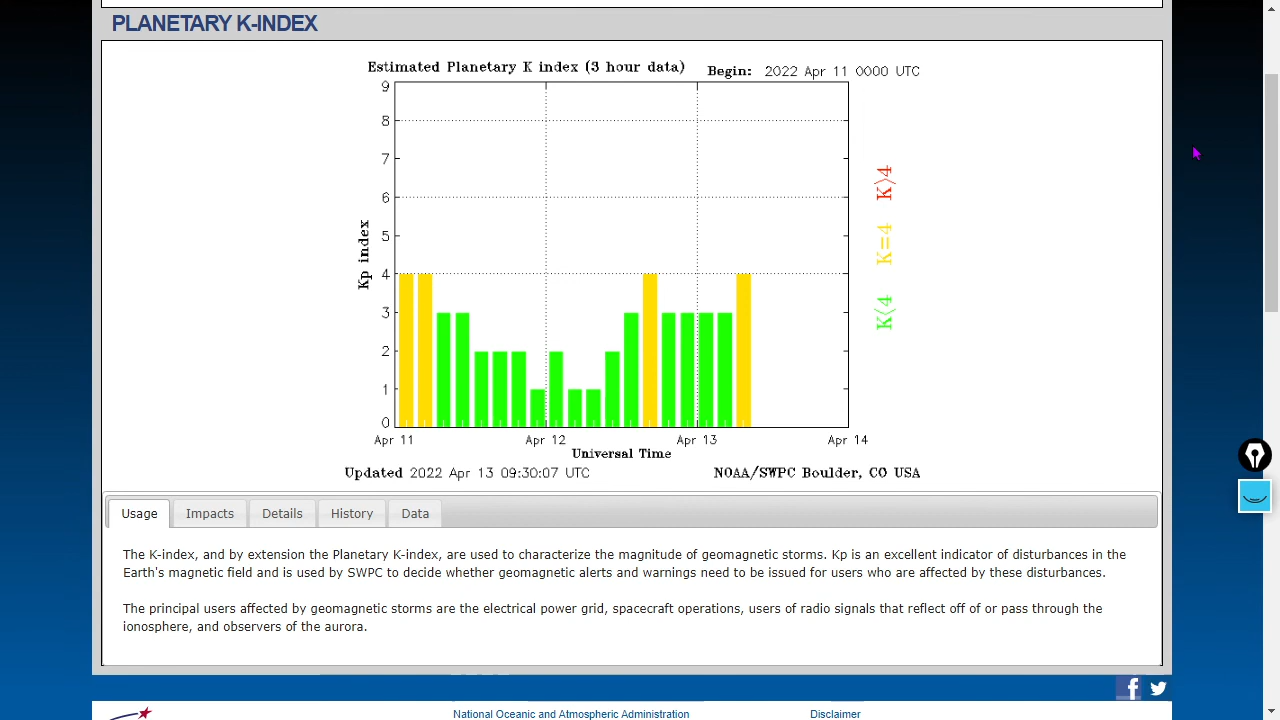 PLANETARY K-INDEX
Estimated Planetary K index (3 hour data)
Begin: 2022 Apr 11 0000 UTC
9
8
7
6
5
4
3
2
1
0
Kp index
K>4
K=4
K<4
Apr 11
Apr 12
Apr 13
Apr 14
Universal Time
Updated 2022 Apr 13 09:30:07 UTC
NOAA/SWPC Boulder, CO USA
Usage
Impacts
Details
History
Data
The K-index, and by extension the Planetary K-index, are used to characterize the magnitude of geomagnetic storms. Kp is an excellent indicator of disturbances in the
Earth's magnetic field and is used by SWPC to decide whether geomagnetic alerts and warnings need to be issued for users who are affected by these disturbances.
The principal users affected by geomagnetic storms are the electrical power grid, spacecraft operations, users of radio signals that reflect off of or pass through the
ionosphere, and observers of the aurora.
National Oceanic and Atmospheric Administration
Disclaimer